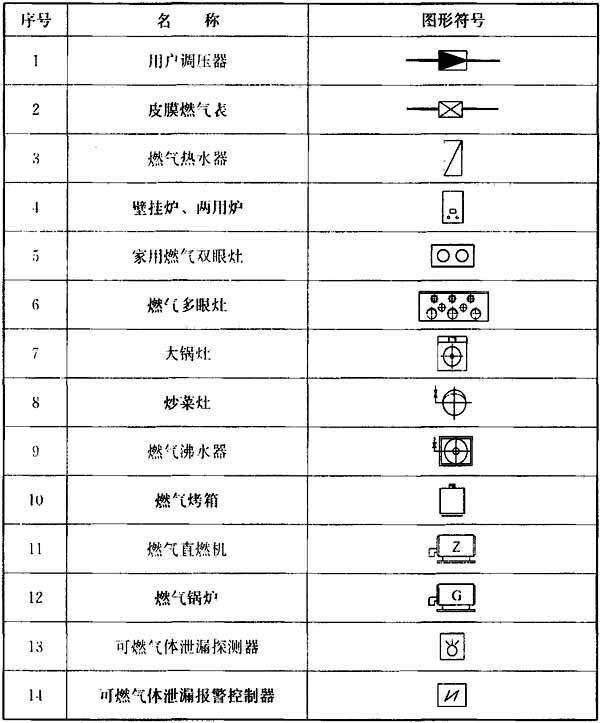 序号 名 称 图形符号
1 用户调压器
2 皮膜燃气表
3 燃气热水器
4 壁挂炉、两用炉
5 家用燃气双眼灶
6 燃气多眼灶
7 大锅灶
8 炒菜灶
9 燃气沸水器
10 燃气烤箱
11 燃气直燃机 Z
12 燃气锅炉 G
13 可燃气体泄漏探测器
14 可燃气体泄漏报警控制器